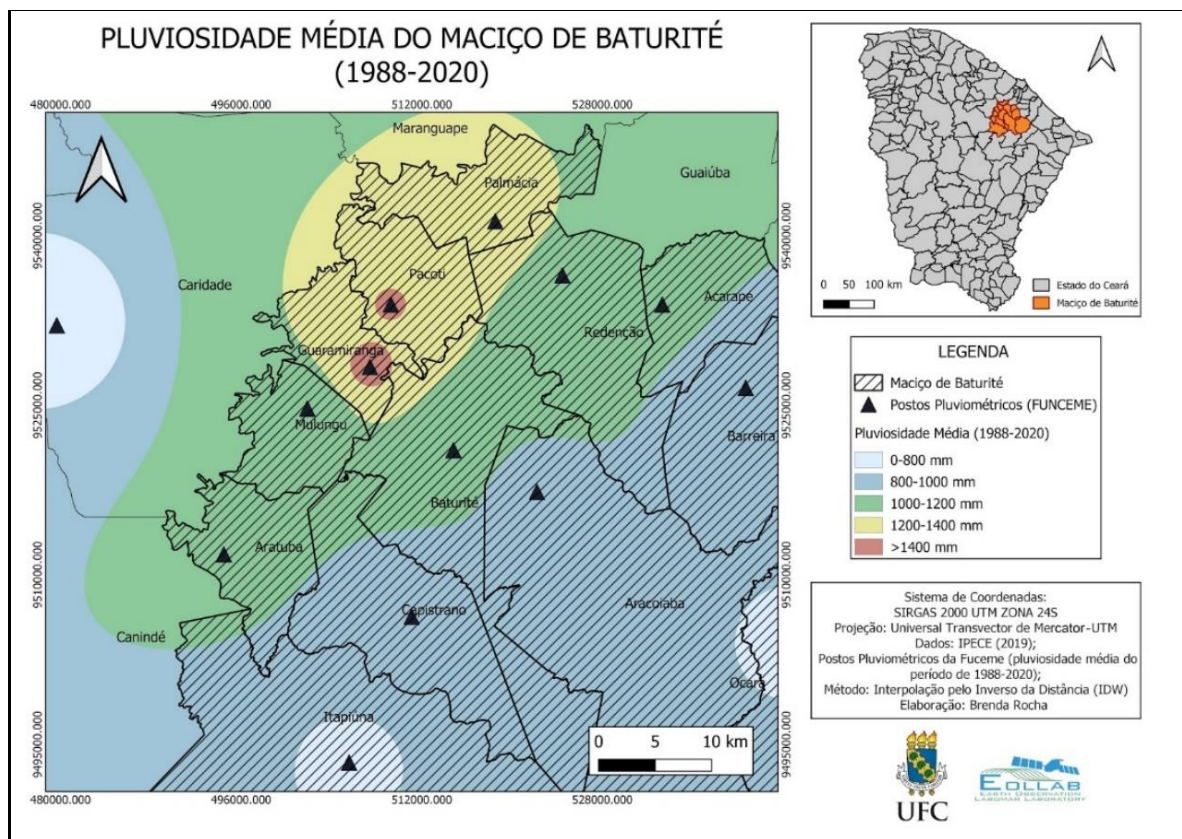 PLUVIOSIDADE MÉDIA DO MACIÇO DE BATURITÉ
(1988-2020)
480000.000 496000.000 512000.000 528000.000
9540000.000
9525000.000
9510000.000
9495000.000
Maranguape
Palmácia
Guaiúba
Caridade
Pacoti
Acarape
Redenção
Guaramiranga
Mulungu
Barreira
Baturité
Aratuba
Aracoiaba
Capistrano
Canindé
Ocara
Itapiúna
0 5 10 km
9540000.000
9525000.000
9510000.000
9495000.000
480000.000 496000.000 512000.000 528000.000
0 50 100 km
Estado do Ceará
Maciço de Baturité
LEGENDA
Maciço de Baturité
Postos Pluviométricos (FUNCEME)
Pluviosidade Média (1988-2020)
0-800 mm
800-1000 mm
1000-1200 mm
1200-1400 mm
>1400 mm
Sistema de Coordenadas:
SIRGAS 2000 UTM ZONA 24S
Projeção: Universal Transvector de Mercator-UTM
Dados: IPECE (2019);
Postos Pluviométricos da Fuceme (pluviosidade média do
período de 1988-2020);
Método: Interpolação pelo Inverso da Distância (IDW)
Elaboração: Brenda Rocha
UFC
EOLLAB
EARTH OBSERVATION
LABOMAR LABORATORY